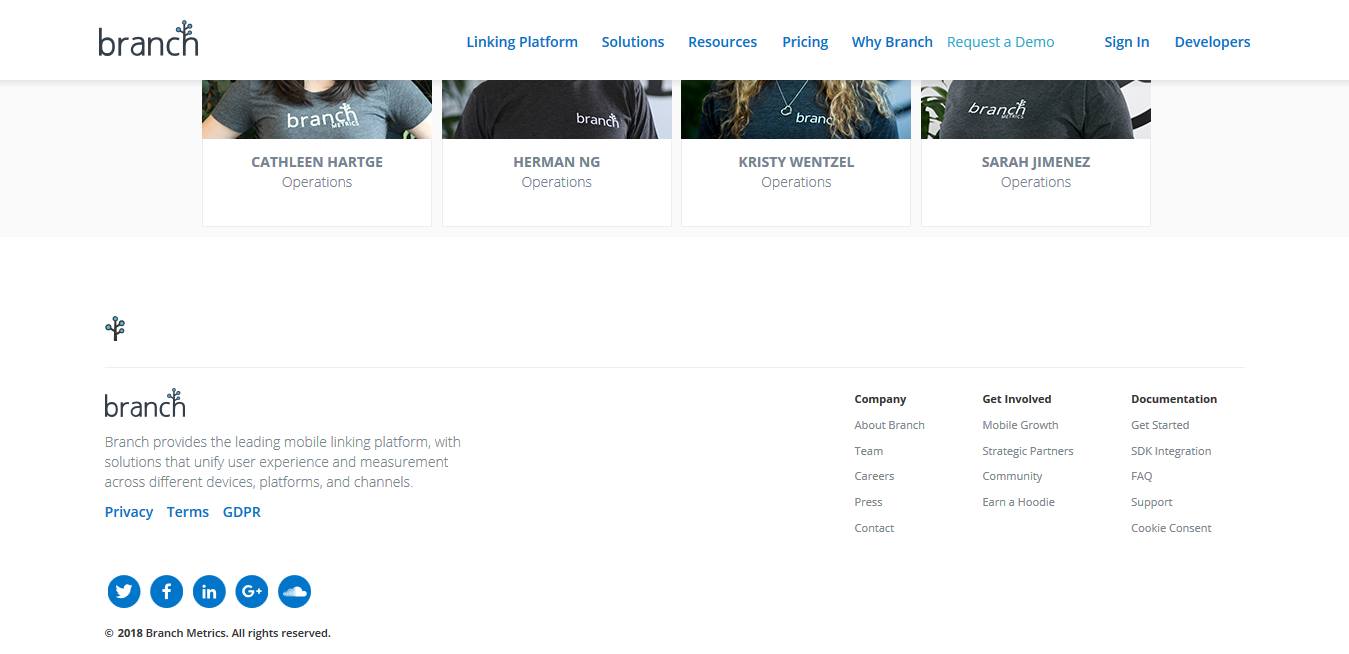 branch
Linking Platform Solutions Resources Pricing Why Branch Request a Demo Sign In Developers
branch METRICS
branch
branc
branch METRICS
CATHLEEN HARTGE
Operations
HERMAN NG
Operations
KRISTY WENTZEL
Operations
SARAH JIMENEZ
Operations
branch
Branch provides the leading mobile linking platform, with
solutions that unify user experience and measurement
across different devices, platforms, and channels.
Privacy Terms GDPR
Company
About Branch
Team
Careers
Press
Contact
Get Involved
Mobile Growth
Strategic Partners
Community
Earn a Hoodie
Documentation
Get Started
SDK Integration
FAQ
Support
Cookie Consent
© 2018 Branch Metrics. All rights reserved.